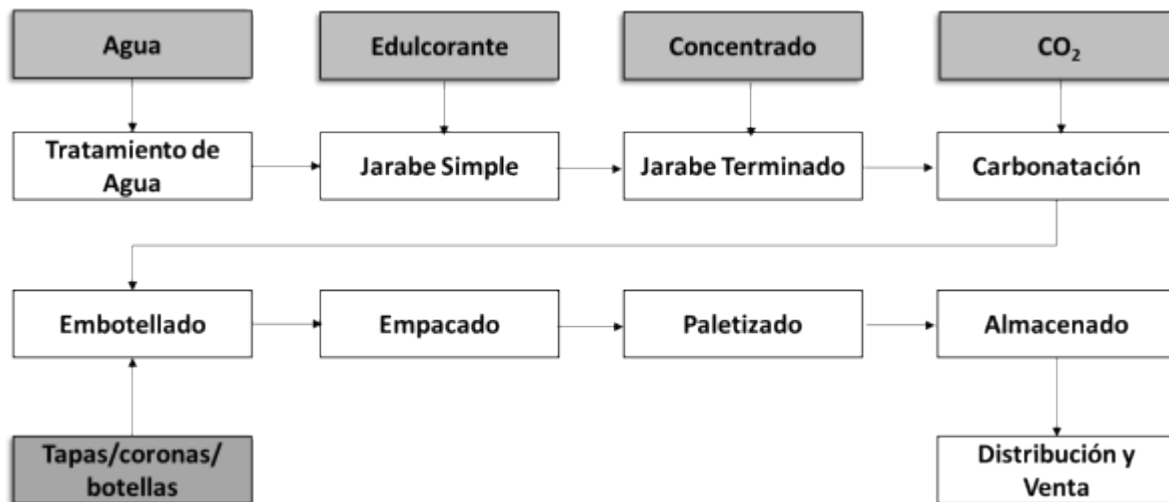 Agua
Edulcorante
Concentrado
CO₂
Tratamiento de
Agua
Jarabe Simple
Jarabe Terminado
Carbonatación
Embotellado
Empacado
Paletizado
Almacenado
Tapas/coronas/
botellas
Distribución y
Venta